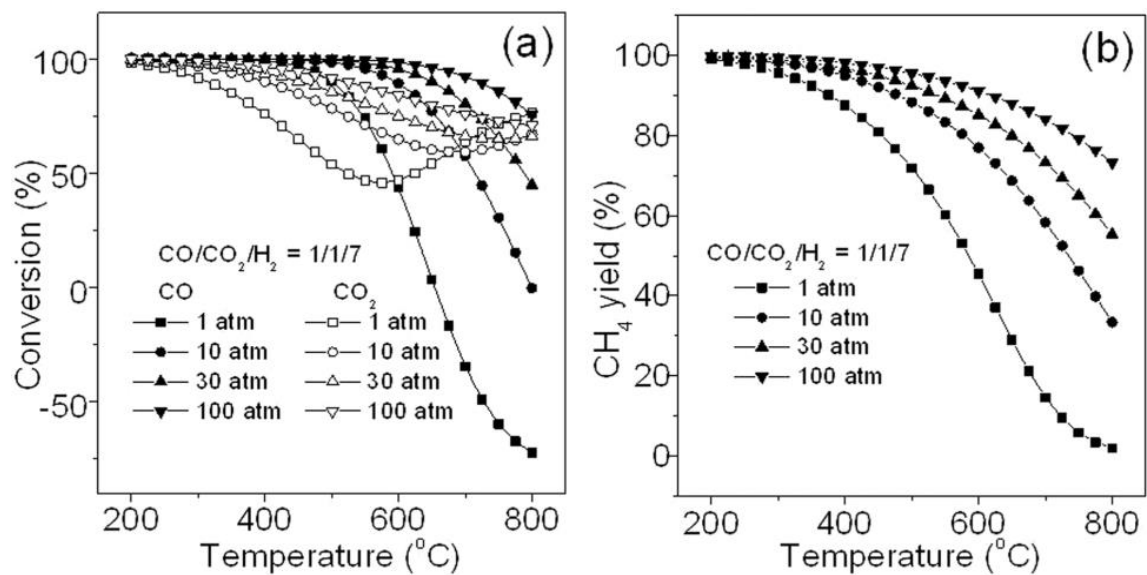 (a)
100
50
0
-50
Conversion (%)
CO/CO₂/H₂ = 1/1/7
CO CO₂
1 atm 1 atm
10 atm 10 atm
30 atm 30 atm
100 atm 100 atm
200 400 600 800
Temperature (°C)
(b)
100
80
60
40
20
0
CH₄ yield (%)
CO/CO₂/H₂ = 1/1/7
1 atm
10 atm
30 atm
100 atm
200 400 600 800
Temperature (°C)